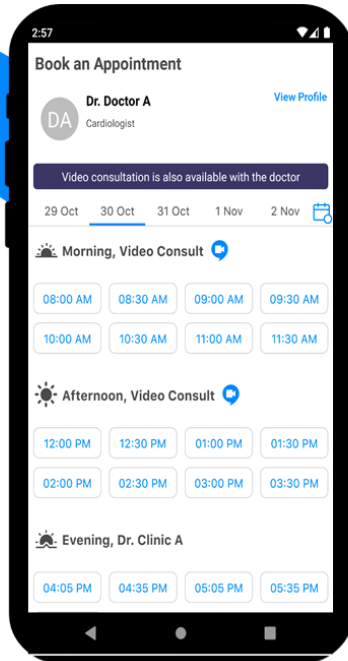 2:57
Book an Appointment
DA
Dr. Doctor A
View Profile
Cardiologist
Video consultation is also available with the doctor
29 Oct 30 Oct 31 Oct 1 Nov 2 Nov
Morning, Video Consult
08:00 AM 08:30 AM 09:00 AM 09:30 AM
10:00 AM 10:30 AM 11:00 AM 11:30 AM
Afternoon, Video Consult
12:00 PM 12:30 PM 01:00 PM 01:30 PM
02:00 PM 02:30 PM 03:00 PM 03:30 PM
Evening, Dr. Clinic A
04:05 PM 04:35 PM 05:05 PM 05:35 PM